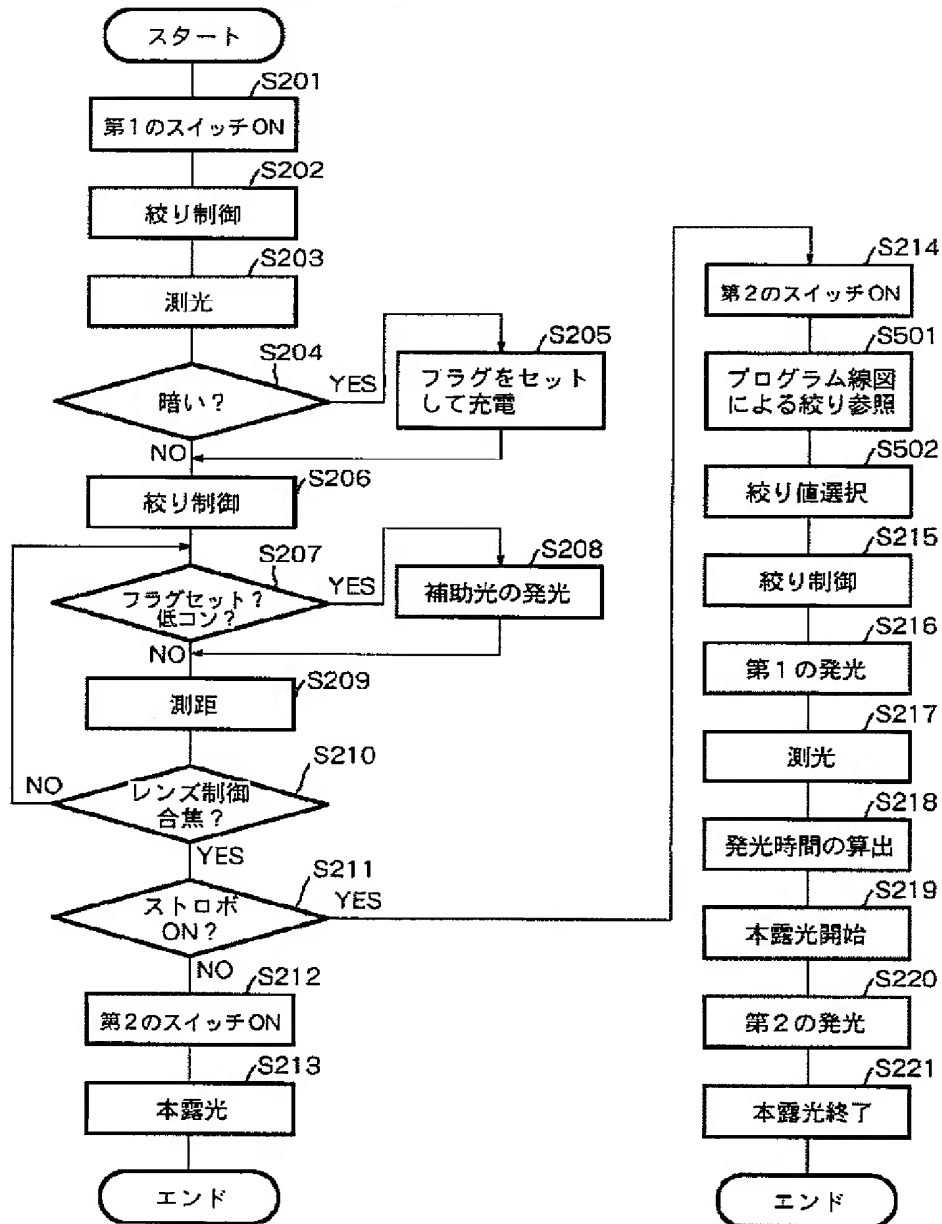 スタート
S201
第1のスイッチON
S202
絞り制御
S203
測光
S204
暗い?
YES
NO
S205
フラグをセット
して充電
S206
絞り制御
S207
フラグセット?
低コン?
YES
NO
S208
補助光の発光
S209
測距
S210
レンズ制御
合焦?
NO
YES
S211
ストロボ
ON?
YES
NO
S212
第2のスイッチON
S213
本露光
エンド
S214
第2のスイッチON
S501
プログラム線図
による絞り参照
S502
絞り値選択
S215
絞り制御
S216
第1の発光
S217
測光
S218
発光時間の算出
S219
本露光開始
S220
第2の発光
S221
本露光終了
エンド